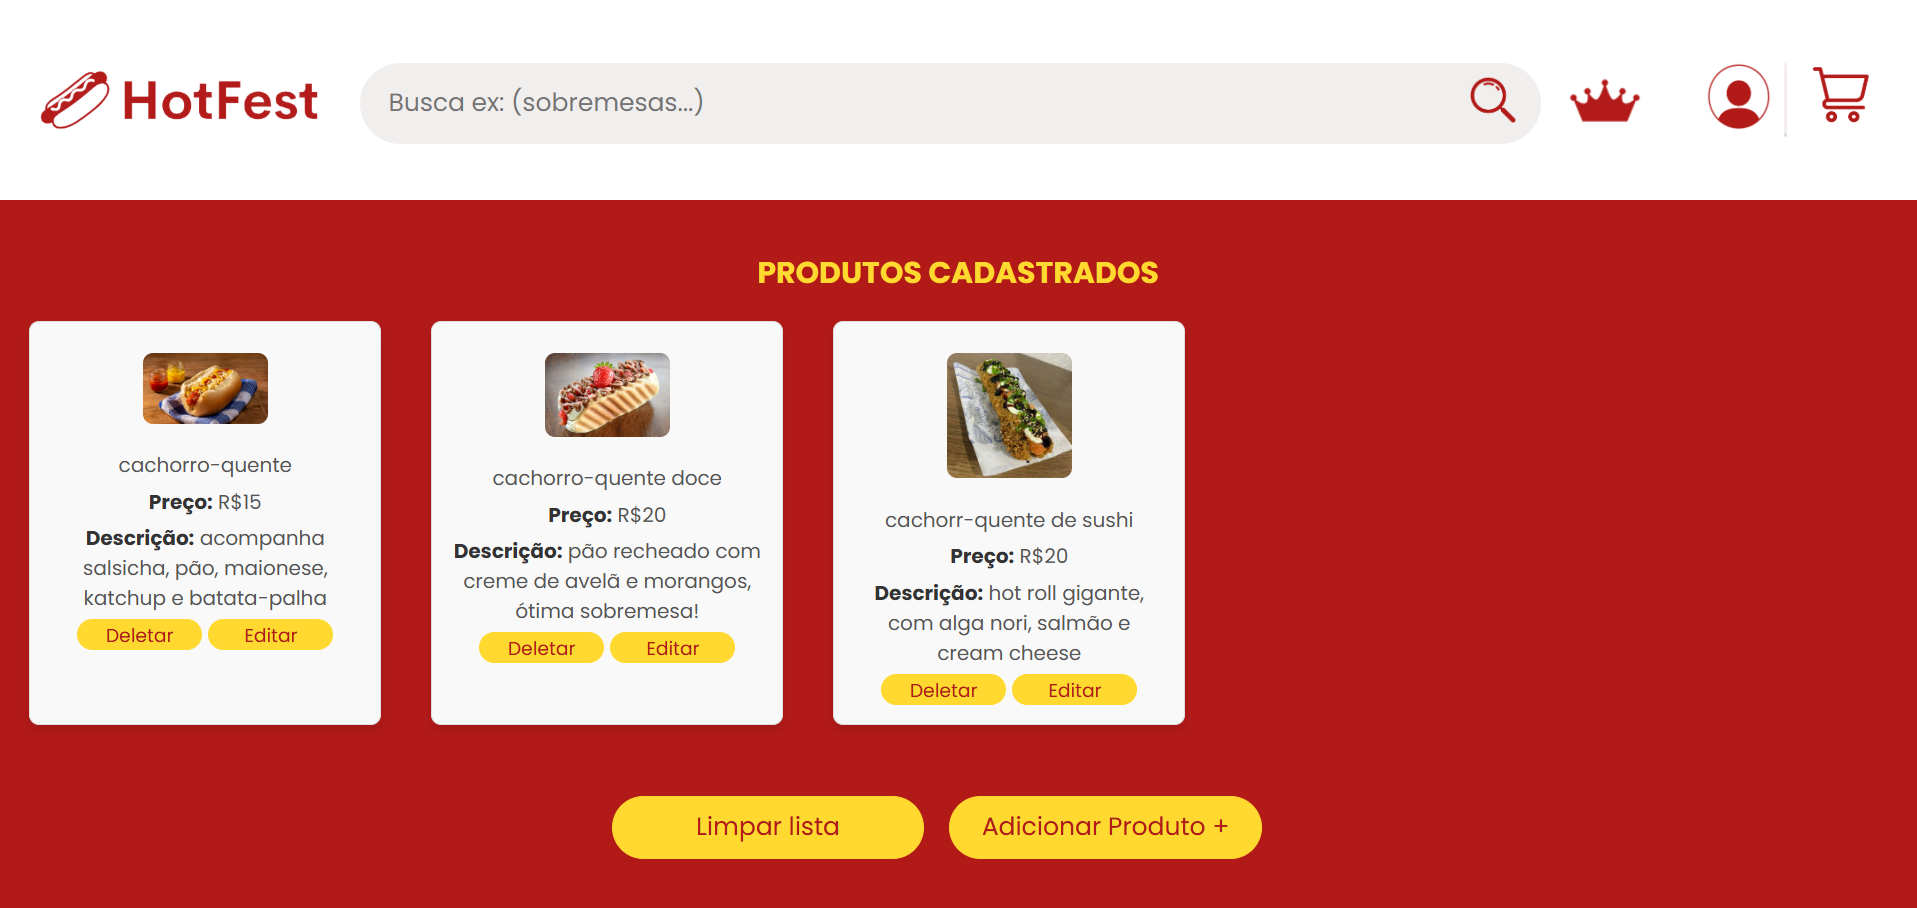 HotFest
Busca ex: (sobremesas...)
PRODUTOS CADASTRADOS
cachorro-quente
Preço: R$15
Descrição: acompanha
salsicha, pão, maionese,
katchup e batata-palha
Deletar Editar
cachorro-quente doce
Preço: R$20
Descrição: pão recheado com
creme de avelã e morangos,
ótima sobremesa!
Deletar Editar
cachorr-quente de sushi
Preço: R$20
Descrição: hot roll gigante,
com alga nori, salmão e
cream cheese
Deletar Editar
Limpar lista Adicionar Produto +